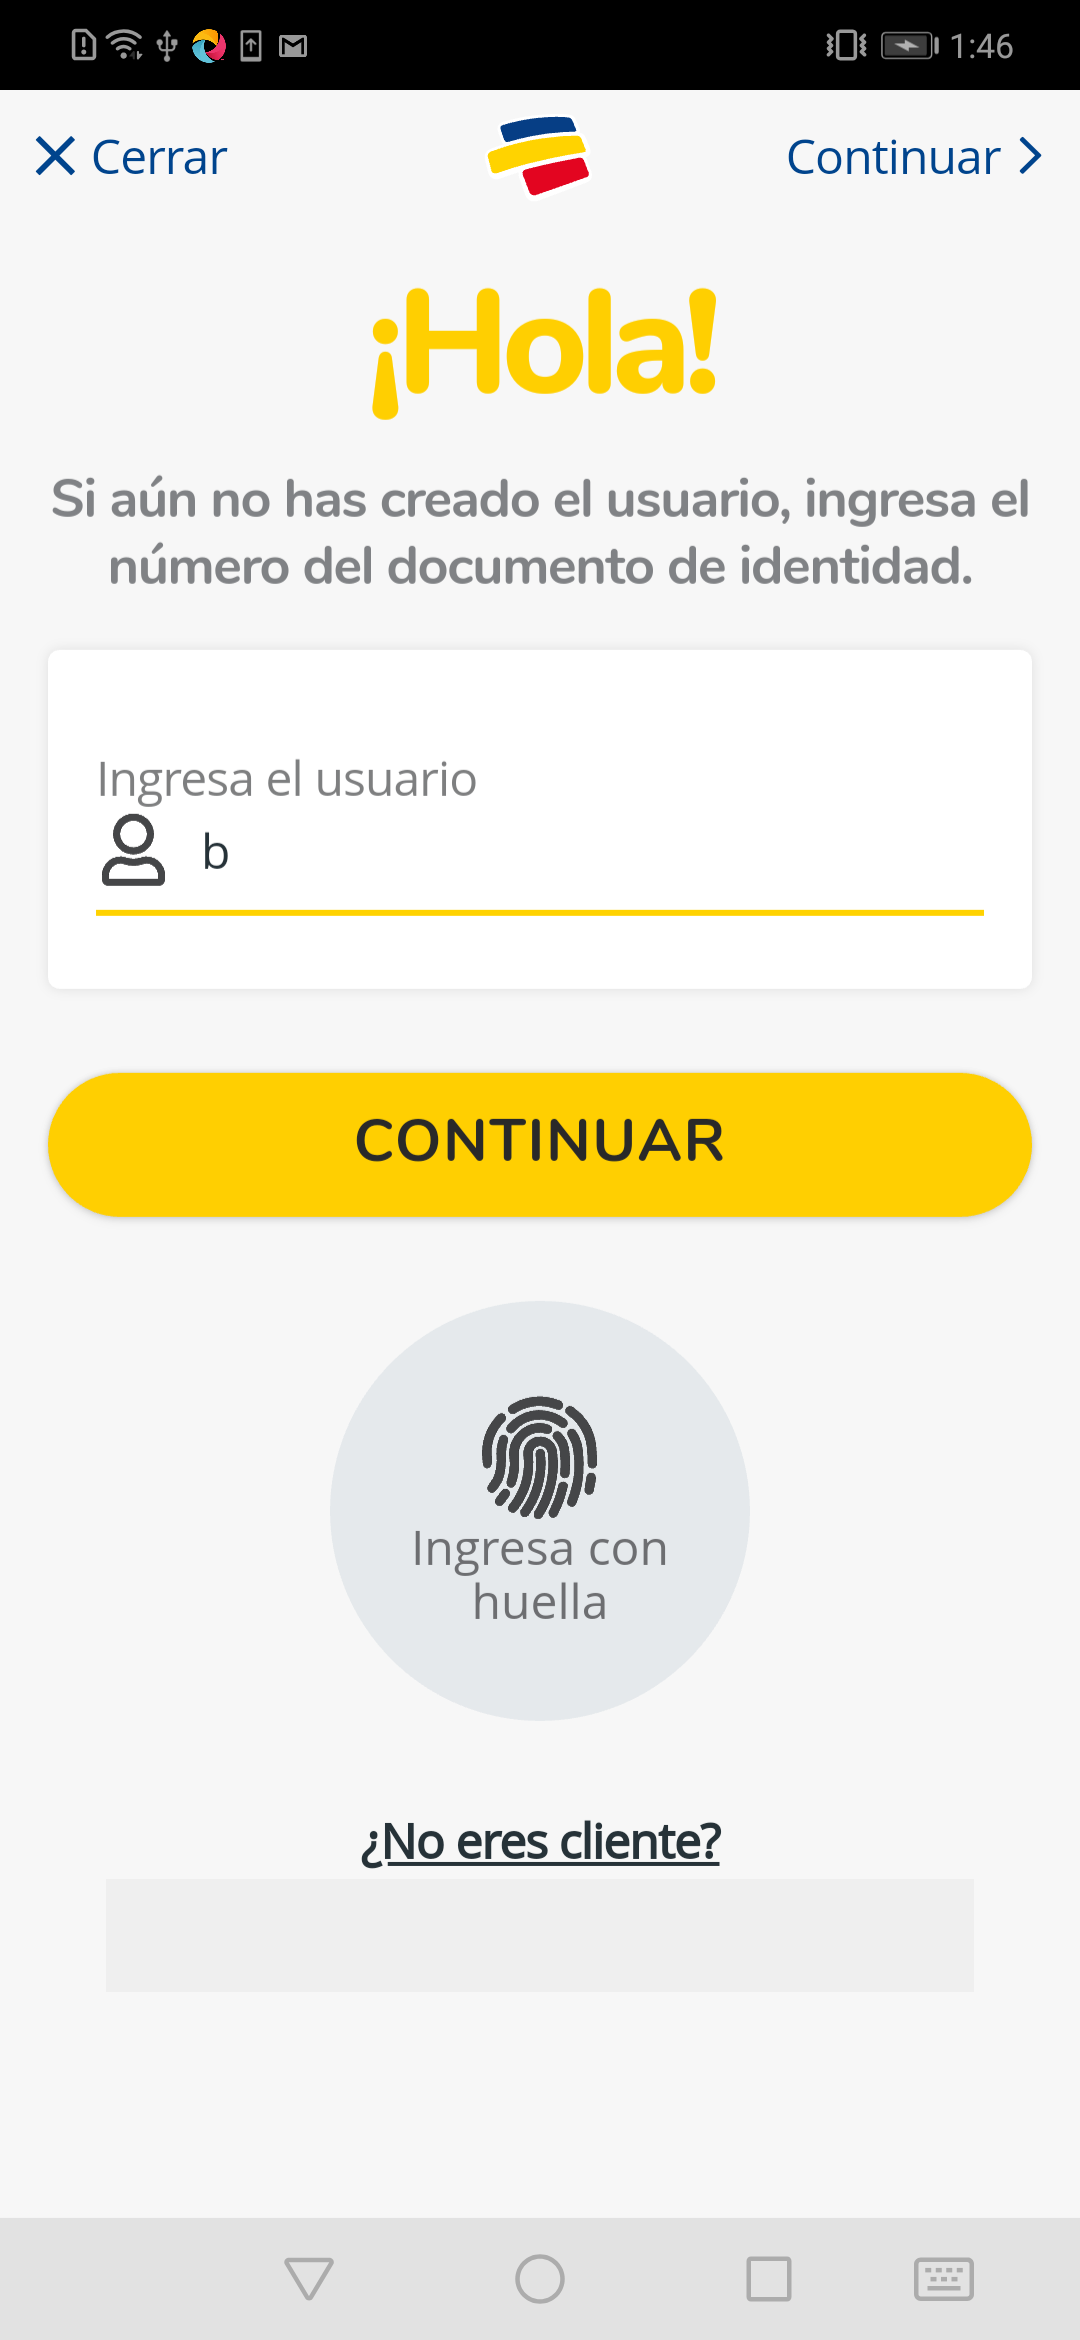 1:46
Cerrar
Continuar
¡Hola!
Si aún no has creado el usuario, ingresa el
número del documento de identidad.
Ingresa el usuario
b
CONTINUAR
Ingresa con
huella
¿No eres cliente?